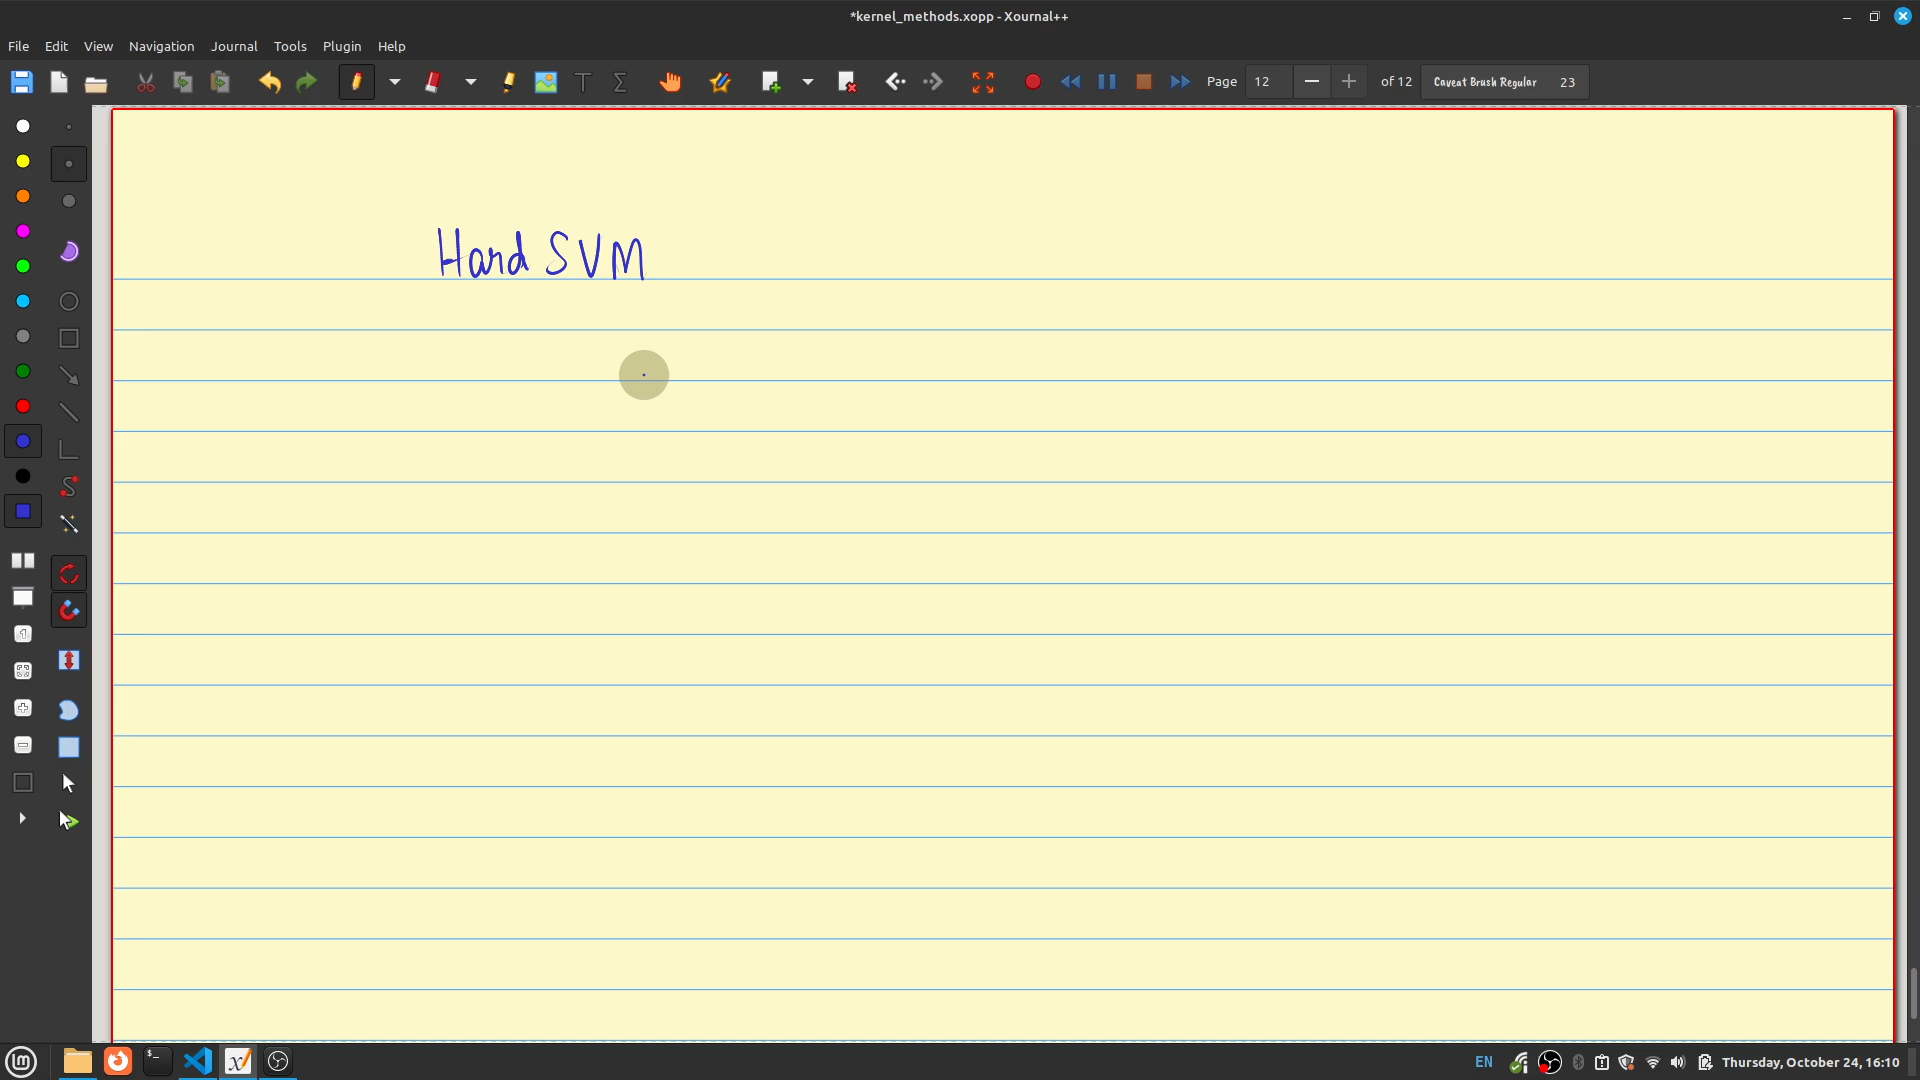 *kernel_methods.xopp - Xournal++
File Edit View Navigation Journal Tools Plugin Help
Page 12 of 12 Caveat Brush Regular 23
Hard SVM
EN Thursday, October 24, 16:10